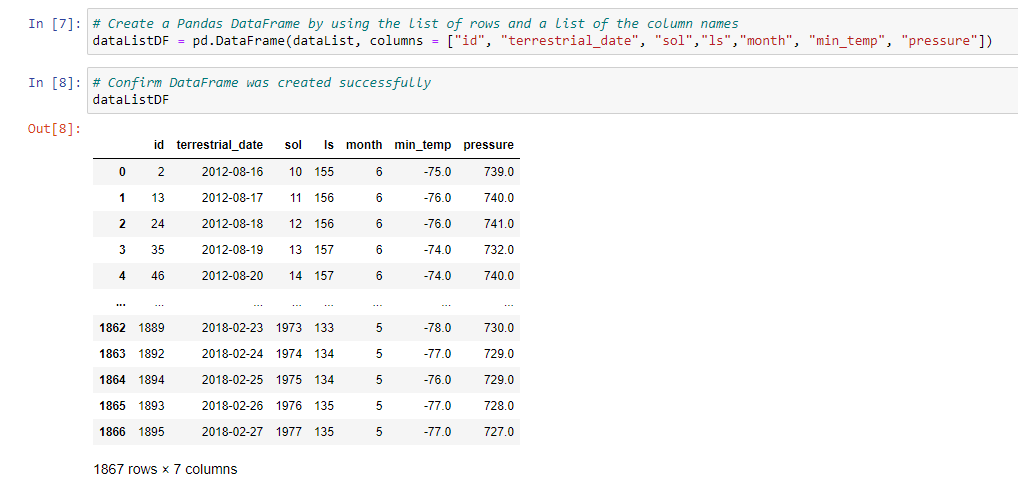 In [7]: # Create a Pandas DataFrame by using the list of rows and a list of the column names
dataListDF = pd.DataFrame(dataList, columns = ["id", "terrestrial_date", "sol","ls","month", "min_temp", "pressure"])
In [8]: # Confirm DataFrame was created successfully
dataListDF
Out[8]:
id terrestrial_date sol ls month min_temp pressure
0 2 2012-08-16 10 155 6 -75.0 739.0
1 13 2012-08-17 11 156 6 -76.0 740.0
2 24 2012-08-18 12 156 6 -76.0 741.0
3 35 2012-08-19 13 157 6 -74.0 732.0
4 46 2012-08-20 14 157 6 -74.0 740.0
... ... ... ... ... ... ... ...
1862 1889 2018-02-23 1973 133 5 -78.0 730.0
1863 1892 2018-02-24 1974 134 5 -77.0 729.0
1864 1894 2018-02-25 1975 134 5 -76.0 729.0
1865 1893 2018-02-26 1976 135 5 -77.0 728.0
1866 1895 2018-02-27 1977 135 5 -77.0 727.0
1867 rows × 7 columns